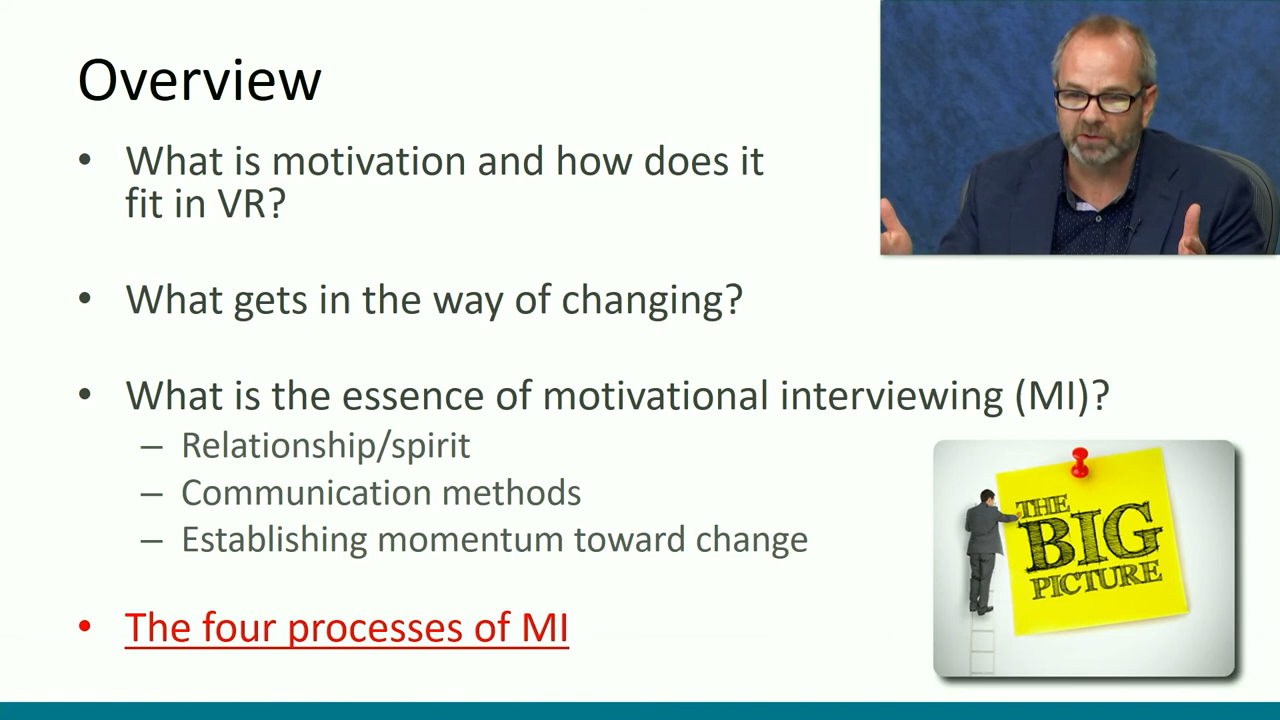 Overview
• What is motivation and how does it
fit in VR?
• What gets in the way of changing?
• What is the essence of motivational interviewing (MI)?
– Relationship/spirit
– Communication methods
– Establishing momentum toward change
THE
BIG
PICTURE
• The four processes of MI